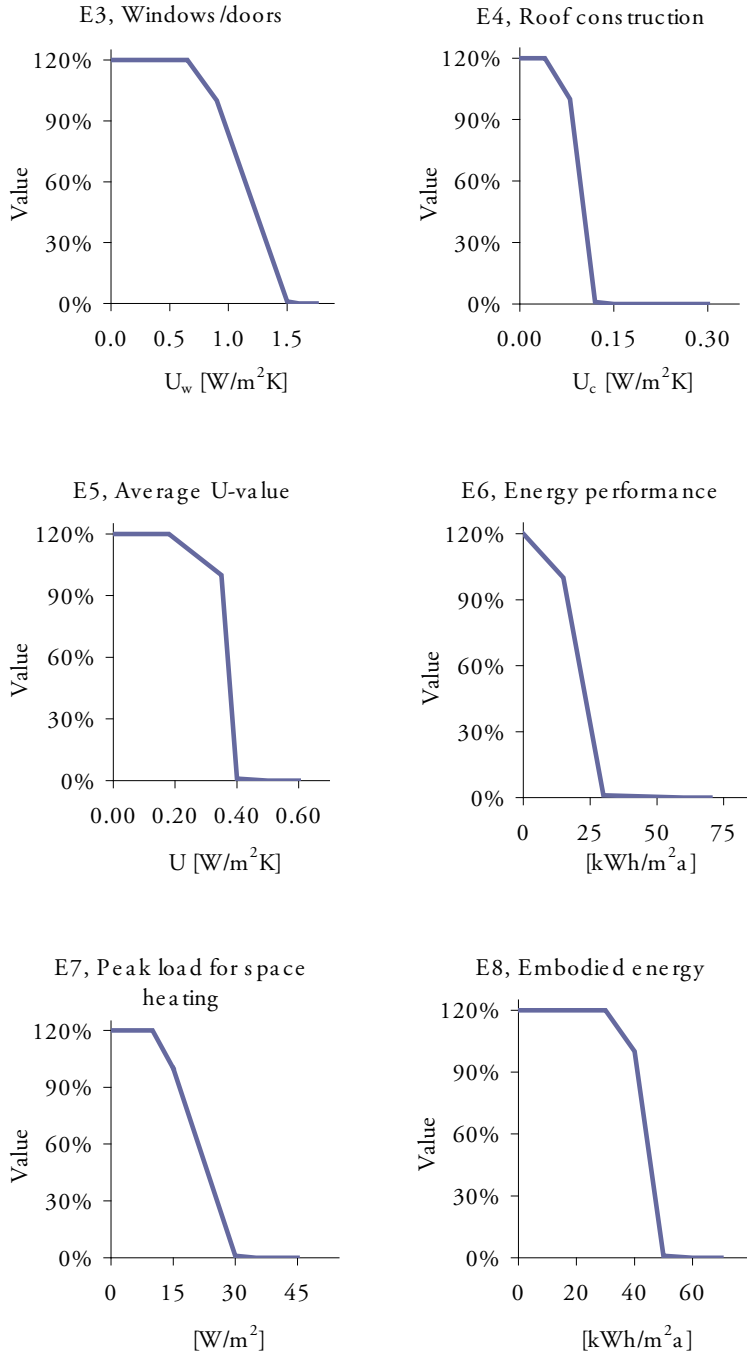 E3, Windows/doors
120%
90%
60%
30%
0%
Value
0.0 0.5 1.0 1.5
Uw [W/m²K]
E4, Roof construction
120%
90%
60%
30%
0%
Value
0.00 0.15 0.30
Uc [W/m²K]
E5, Average U-value
120%
90%
60%
30%
0%
Value
0.00 0.20 0.40 0.60
U [W/m²K]
E6, Energy performance
120%
90%
60%
30%
0%
Value
0 25 50 75
[kWh/m²a]
E7, Peak load for space
heating
120%
90%
60%
30%
0%
Value
0 15 30 45
[W/m²]
E8, Embodied energy
120%
90%
60%
30%
0%
Value
0 20 40 60
[kWh/m²a]